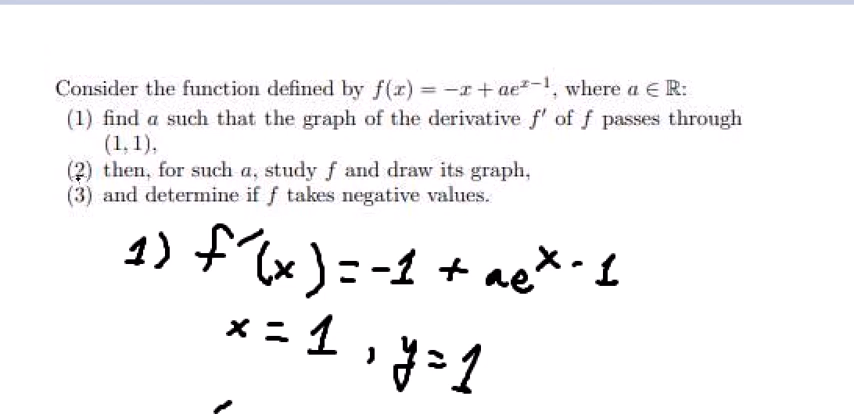 Consider the function defined by f(x) = −x + ae^{x−1}, where a ∈ ℝ:
(1) find a such that the graph of the derivative f′ of f passes through
(1, 1),
(2) then, for such a, study f and draw its graph,
(3) and determine if f takes negative values.
1) f′(x) = -1 + ae^{x-1}
x = 1, y = 1